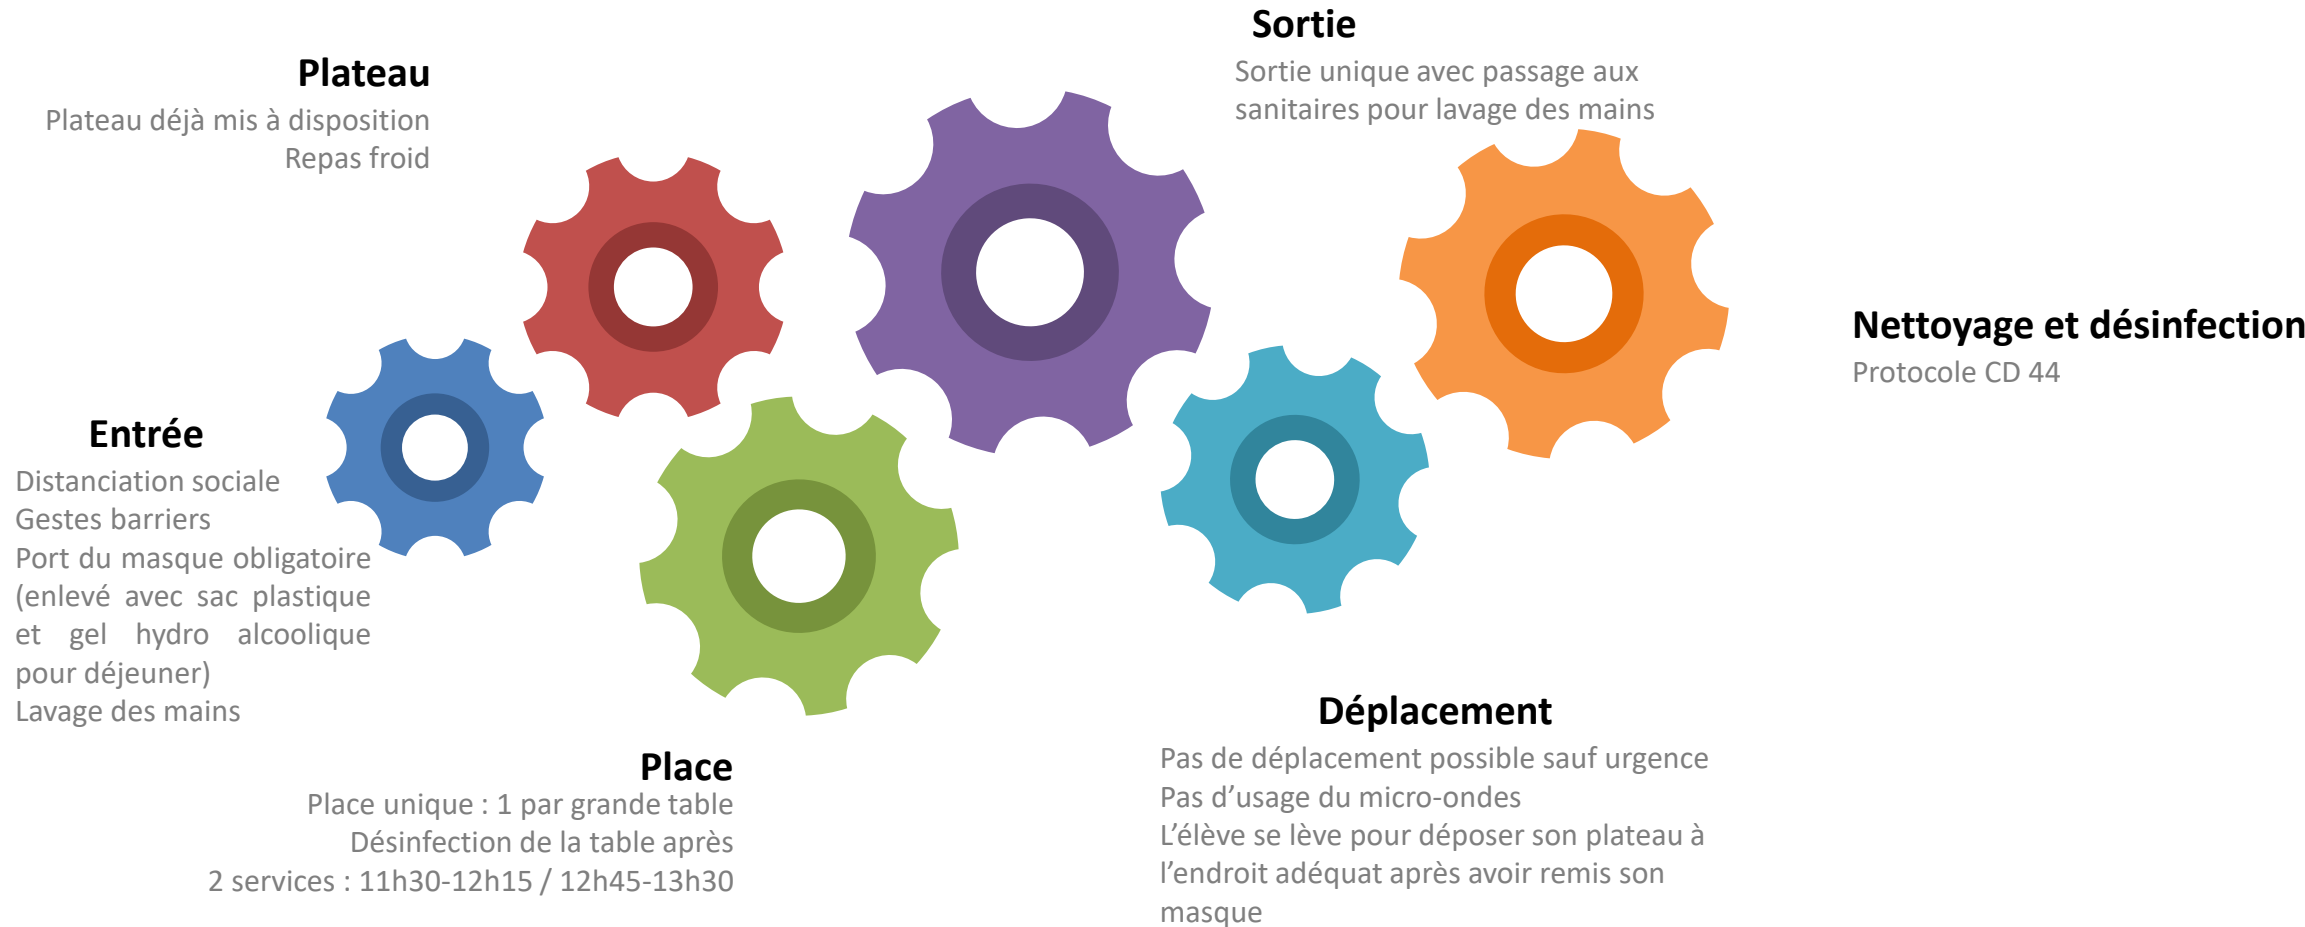 Plateau
Plateau déjà mis à disposition
Repas froid
Entrée
Distanciation sociale
Gestes barriers
Port du masque obligatoire
(enlevé avec sac plastique
et gel hydro alcoolique
pour déjeuner)
Lavage des mains
Place
Place unique : 1 par grande table
Désinfection de la table après
2 services : 11h30-12h15 / 12h45-13h30
Sortie
Sortie unique avec passage aux
sanitaires pour lavage des mains
Déplacement
Pas de déplacement possible sauf urgence
Pas d’usage du micro-ondes
L’élève se lève pour déposer son plateau à
l’endroit adéquat après avoir remis son
masque
Nettoyage et désinfection
Protocole CD 44